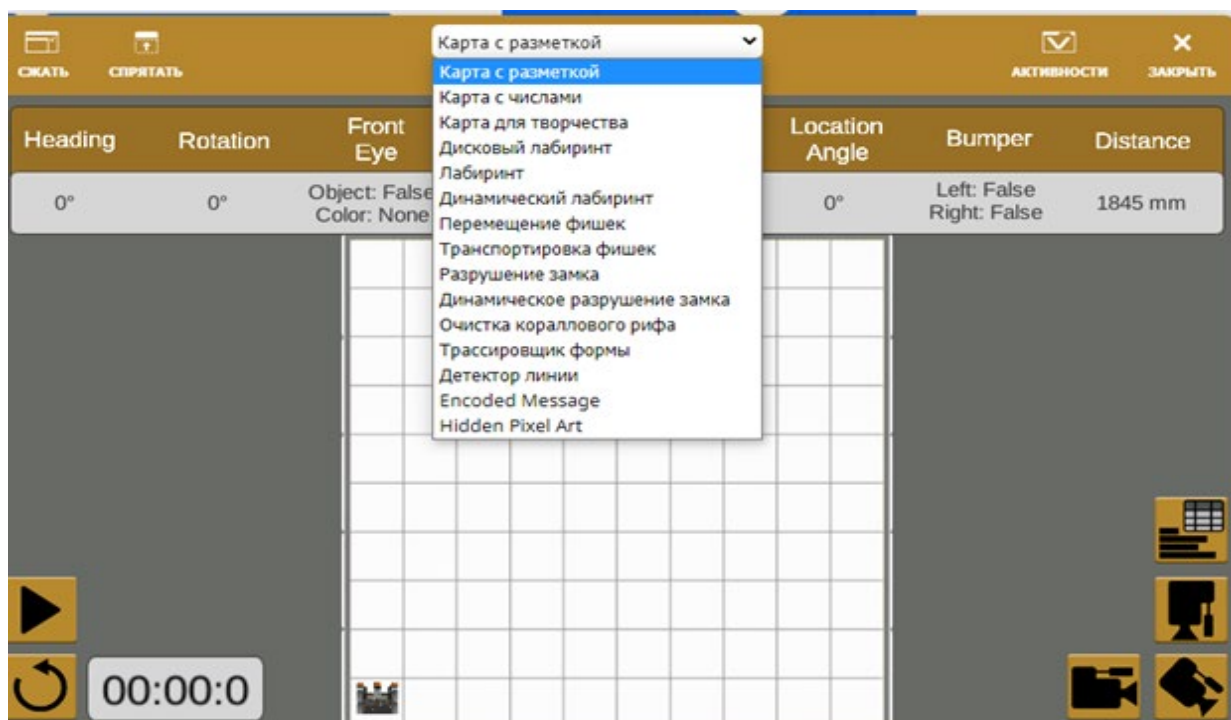 СЖАТЬ
СПРЯТАТЬ
Карта с разметкой
АКТИВНОСТИ
ЗАКРЫТЬ
Карта с разметкой
Карта с числами
Карта для творчества
Дисковый лабиринт
Лабиринт
Динамический лабиринт
Перемещение фишек
Транспортировка фишек
Разрушение замка
Динамическое разрушение замка
Очистка кораллового рифа
Трассировщик формы
Детектор линии
Encoded Message
Hidden Pixel Art
Heading
Rotation
Front
Eye
Location
Angle
Bumper
Distance
0°
0°
Object: False
Color: None
0°
Left: False
Right: False
1845 mm
00:00:0